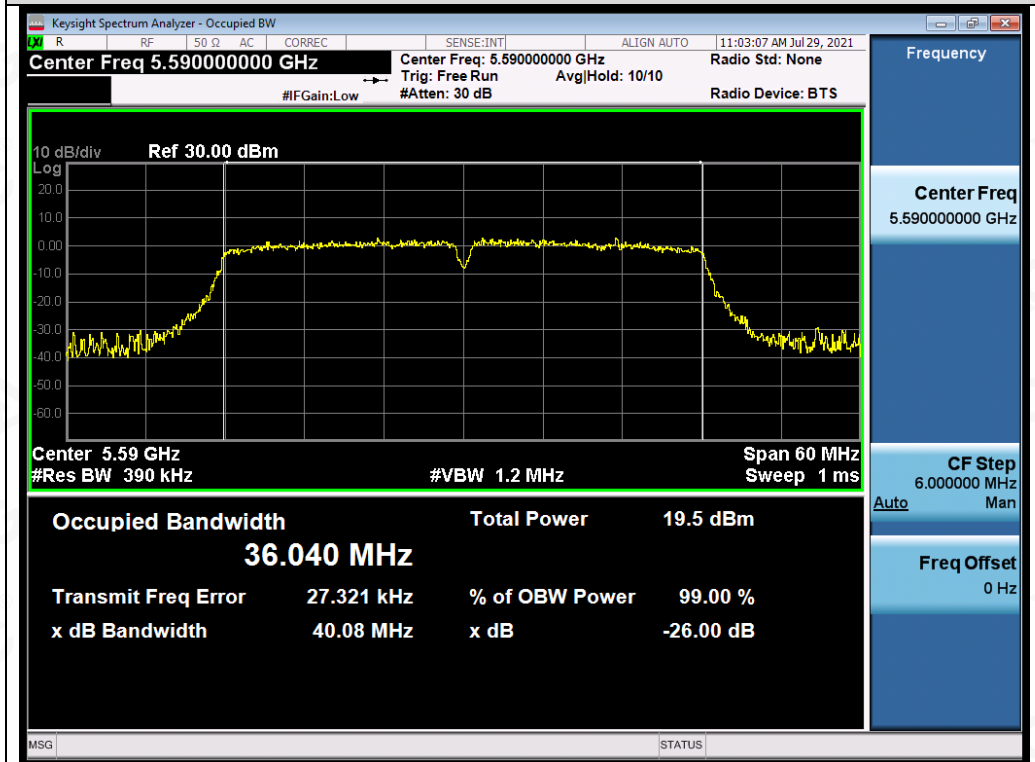 Keysight Spectrum Analyzer - Occupied BW
LXI R RF 50 Ω AC CORREC SENSE:INT ALIGN AUTO 11:03:07 AM Jul 29, 2021
Center Freq 5.590000000 GHz
Center Freq: 5.590000000 GHz
Radio Std: None
Trig: Free Run Avg|Hold: 10/10
#IFGain:Low
#Atten: 30 dB
Radio Device: BTS
10 dB/div Ref 30.00 dBm
Log
20.0
10.0
0.00
-10.0
-20.0
-30.0
-40.0
-50.0
-60.0
Center 5.59 GHz
Span 60 MHz
#Res BW 390 kHz
#VBW 1.2 MHz
Sweep 1 ms
Occupied Bandwidth
Total Power 19.5 dBm
36.040 MHz
Transmit Freq Error 27.321 kHz
% of OBW Power 99.00 %
x dB Bandwidth 40.08 MHz
x dB -26.00 dB
MSG
STATUS
Frequency
Center Freq
5.590000000 GHz
CF Step
6.000000 MHz
Auto Man
Freq Offset
0 Hz